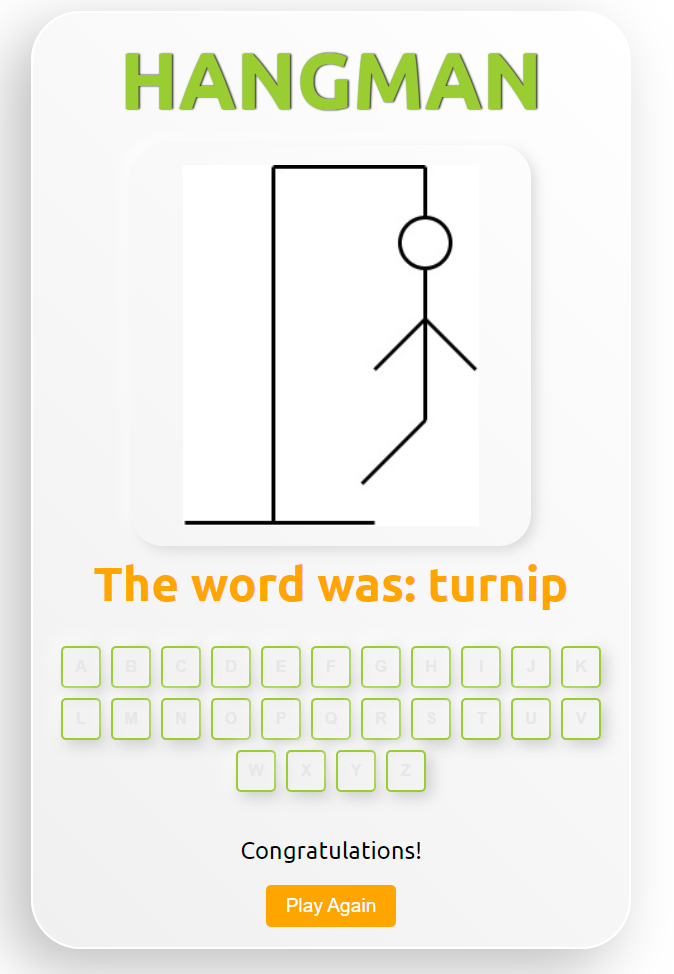 HANGMAN
The word was: turnip
A B C D E F G H I J K
L M N O P Q R S T U V
W X Y Z
Congratulations!
Play Again